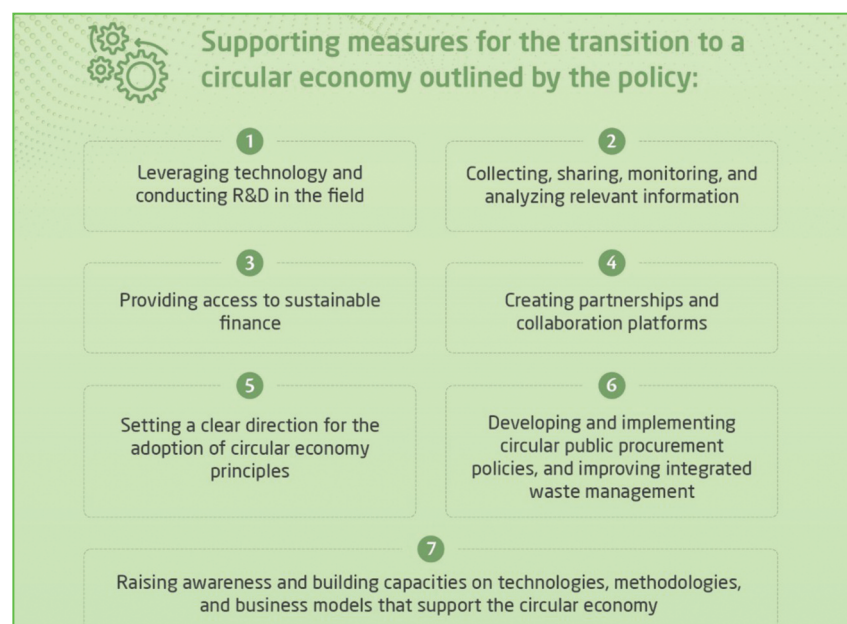 Supporting measures for the transition to a
circular economy outlined by the policy:
1
Leveraging technology and
conducting R&D in the field
2
Collecting, sharing, monitoring, and
analyzing relevant information
3
Providing access to sustainable
finance
4
Creating partnerships and
collaboration platforms
5
Setting a clear direction for the
adoption of circular economy
principles
6
Developing and implementing
circular public procurement
policies, and improving integrated
waste management
7
Raising awareness and building capacities on technologies, methodologies,
and business models that support the circular economy